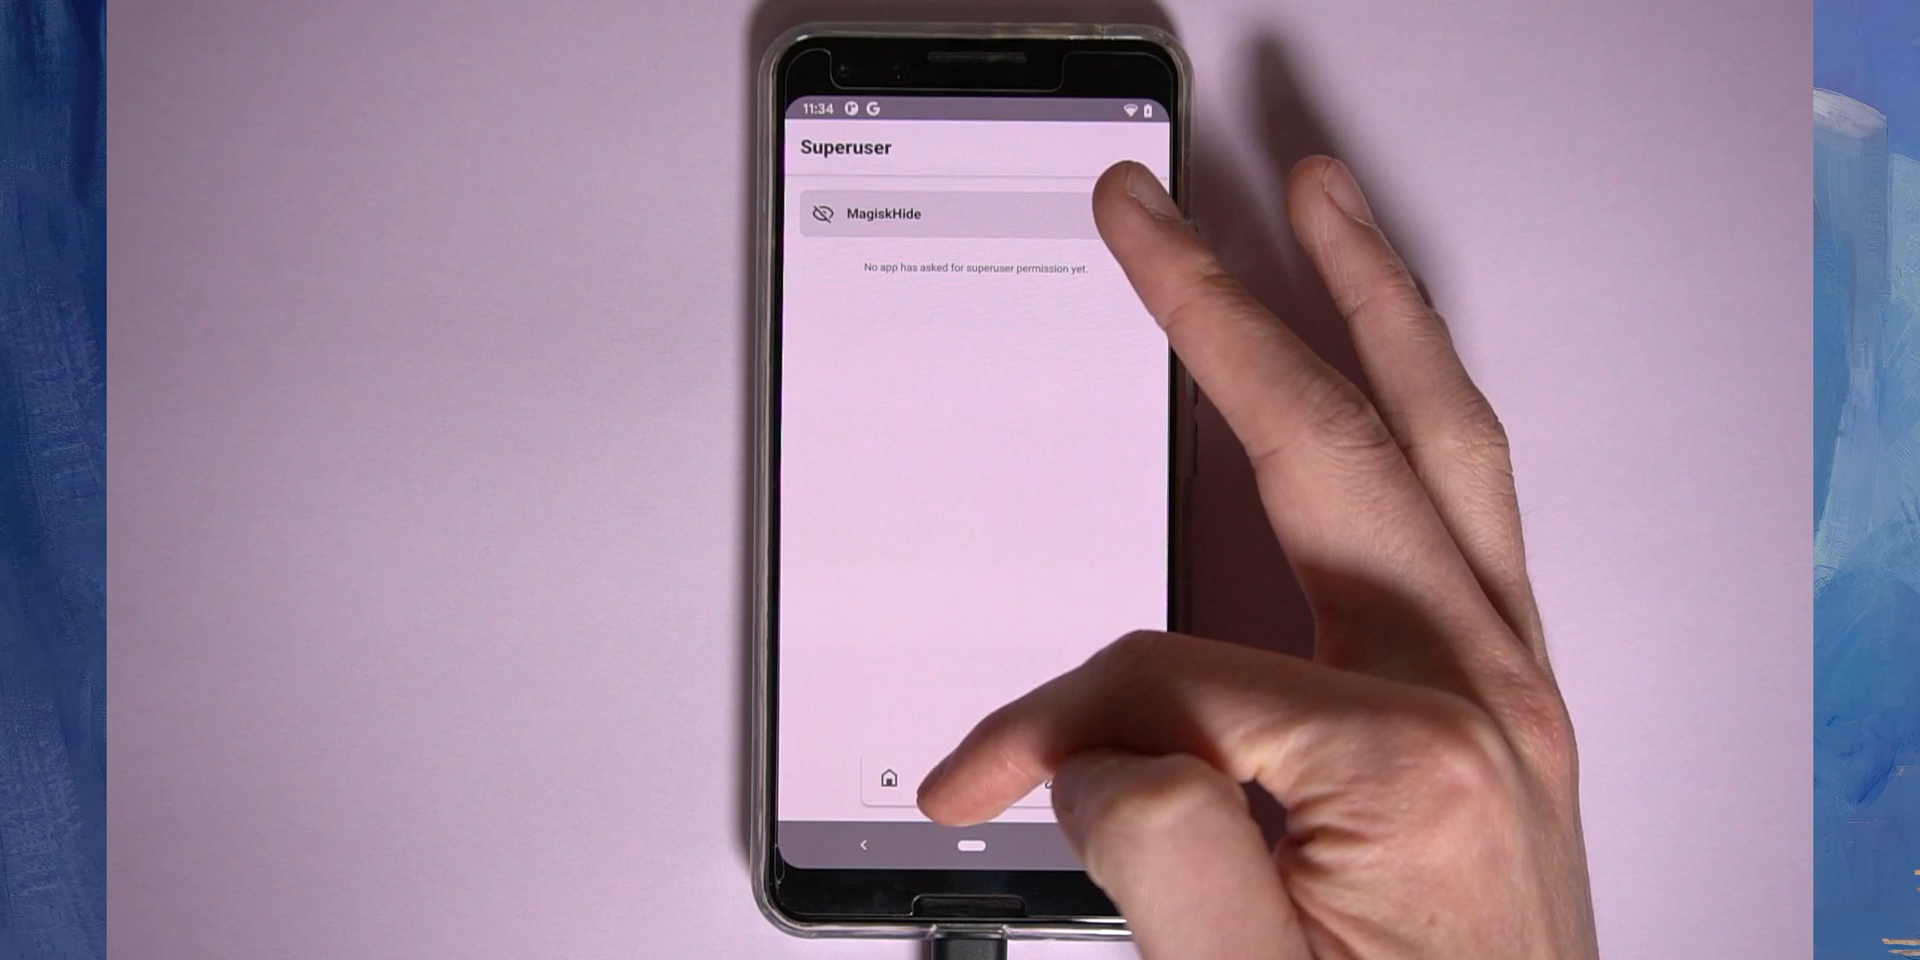 11:34
Superuser
MagiskHide
No app has asked for superuser permission yet.